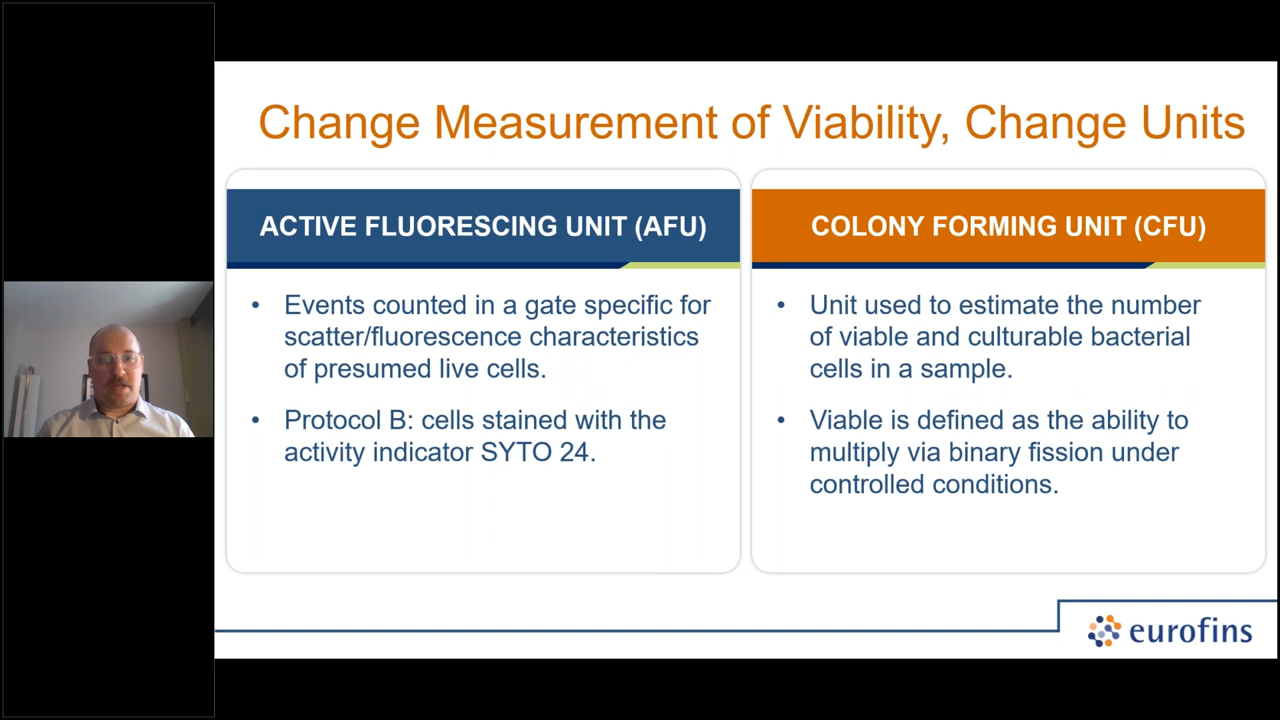 Change Measurement of Viability, Change Units
ACTIVE FLUORESCING UNIT (AFU)
• Events counted in a gate specific for
scatter/fluorescence characteristics
of presumed live cells.
• Protocol B: cells stained with the
activity indicator SYTO 24.
COLONY FORMING UNIT (CFU)
• Unit used to estimate the number
of viable and culturable bacterial
cells in a sample.
• Viable is defined as the ability to
multiply via binary fission under
controlled conditions.
eurofins